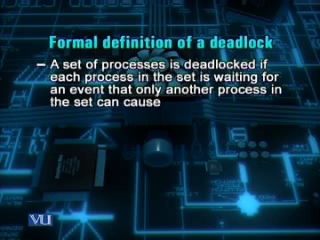 Formal definition of a deadlock
– A set of processes is deadlocked if
each process in the set is waiting for
an event that only another process in
the set can cause
VU